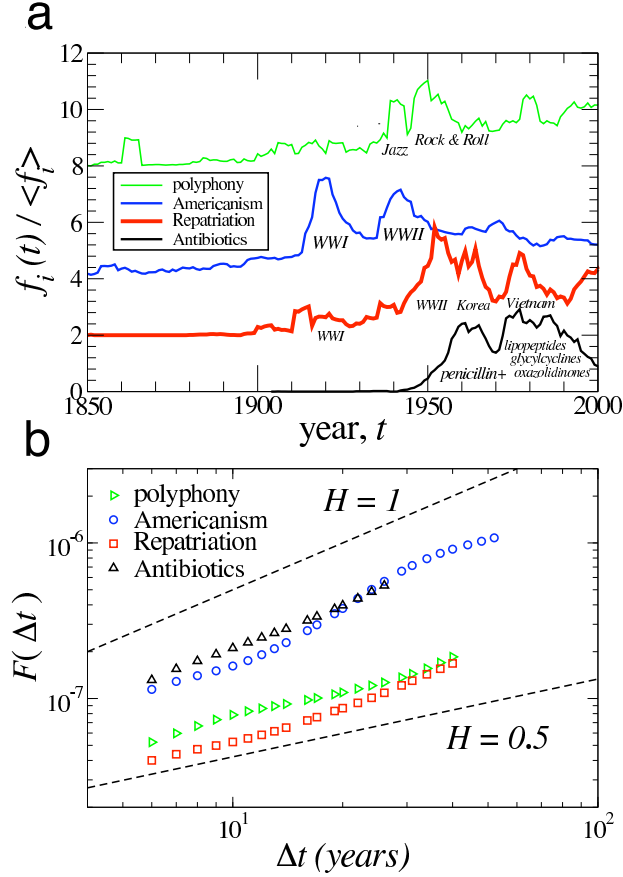 a
12
10
8
6
4
2
0
f_i(t) / <f_i>
polyphony
Americanism
Repatriation
Antibiotics
Jazz
Rock & Roll
WWI
WWII
WWI
WWII
Korea
Vietnam
penicillin+
lipopeptides
glycylcyclines
oxazolidinones
1850
1900
1950
2000
year, t
b
polyphony
Americanism
Repatriation
Antibiotics
H = 1
H = 0.5
10^-6
10^-7
F(Δt)
10^1
10^2
Δt (years)